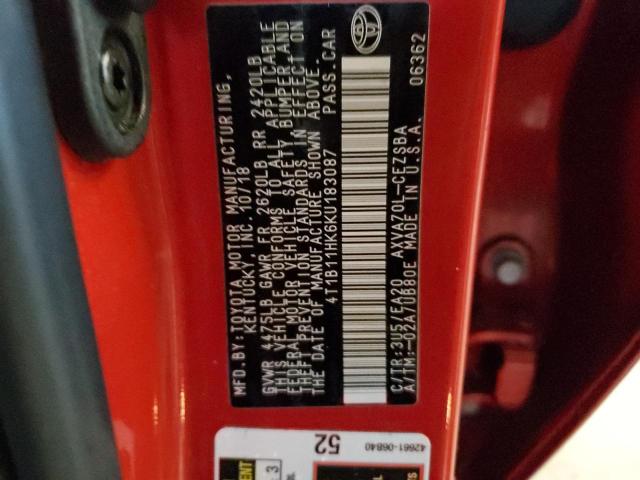 MFD. BY: TOYOTA MOTOR MANUFACTURING,
KENTUCKY, INC. 10/18
GVWR 4475LB GAWR FR 2620LB RR 2420LB
THIS VEHICLE CONFORMS TO ALL APPLICABLE
FEDERAL MOTOR VEHICLE SAFETY, BUMPER, AND
THEFT PREVENTION STANDARDS IN EFFECT ON
THE DATE OF MANUFACTURE SHOWN ABOVE.
4T1B11HK6KU183087 PASS. CAR
C/TR: 3U5/EA20 AXVA70L-CEZSBA 06362
A/TM: -02A/UB80E MADE IN U.S.A.
52
42661-06840
3